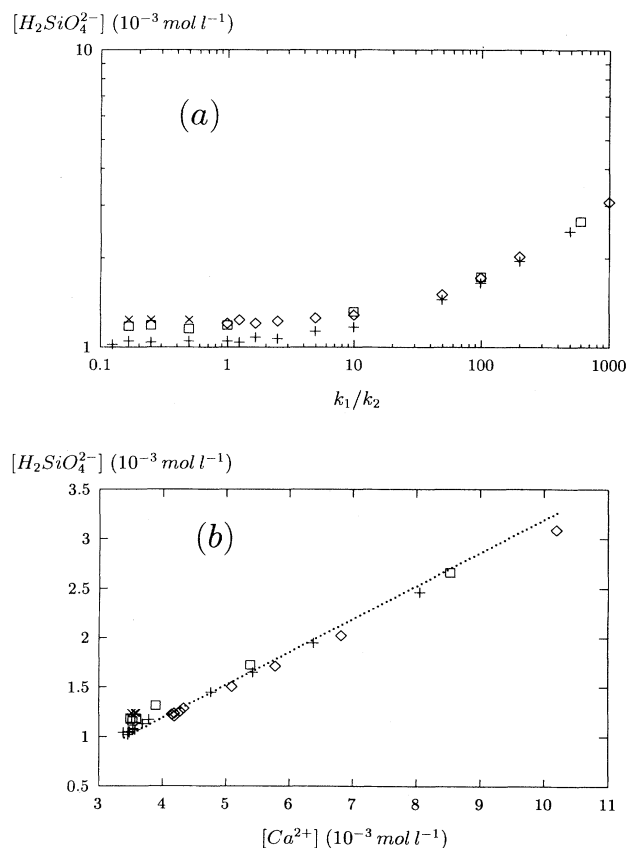 [H₂SiO₄²⁻] (10⁻³ mol l⁻¹)
10
(a)
1
0.1 1 10 100 1000
k₁/k₂
[H₂SiO₄²⁻] (10⁻³ mol l⁻¹)
3.5
(b)
3
2.5
2
1.5
1
0.5
3 4 5 6 7 8 9 10 11
[Ca²⁺] (10⁻³ mol l⁻¹)